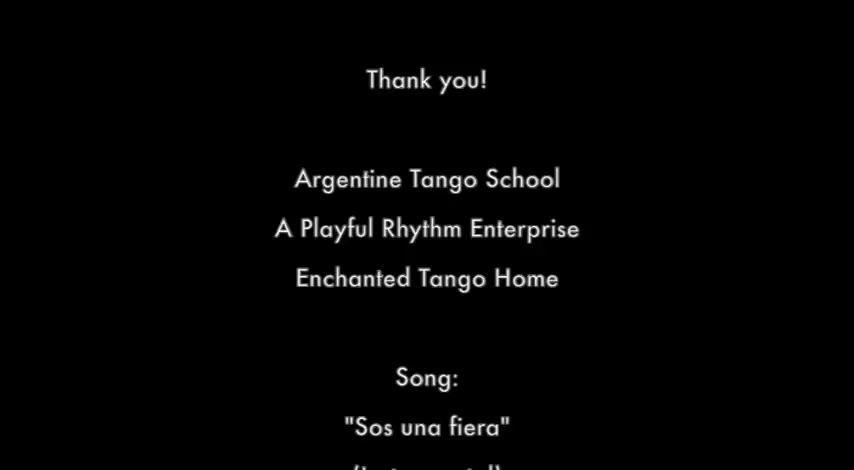 Thank you!
Argentine Tango School
A Playful Rhythm Enterprise
Enchanted Tango Home
Song:
"Sos una fiera"